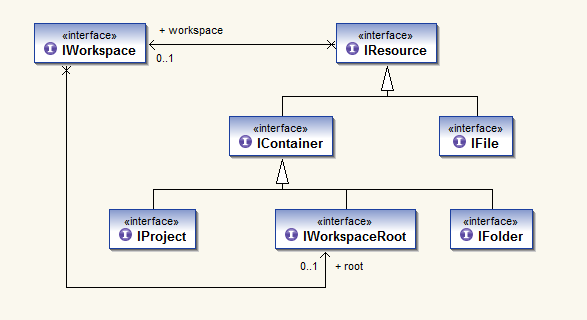 «interface»
I IWorkspace
+ workspace
0..1
«interface»
I IResource
«interface»
I IContainer
«interface»
I IFile
«interface»
I IProject
«interface»
I IWorkspaceRoot
«interface»
I IFolder
0..1 + root